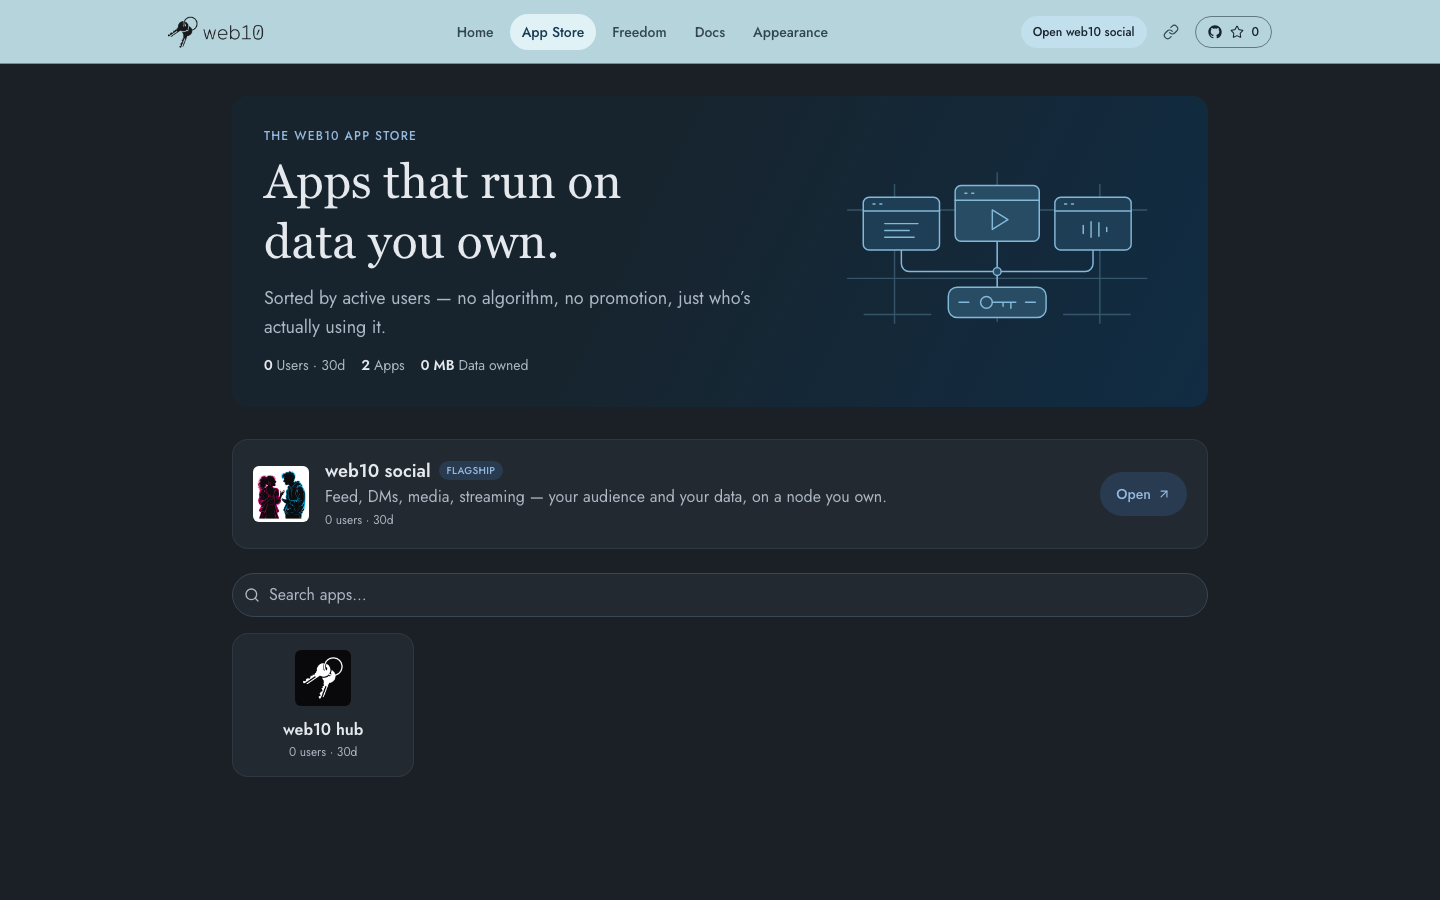 web10
Home
App Store
Freedom
Docs
Appearance
Open web10 social
0
THE WEB10 APP STORE
Apps that run on
data you own.
Sorted by active users — no algorithm, no promotion, just who’s
actually using it.
0 Users · 30d 2 Apps 0 MB Data owned
web10 social FLAGSHIP
Feed, DMs, media, streaming — your audience and your data, on a node you own.
0 users · 30d
Open
Search apps...
web10 hub
0 users · 30d